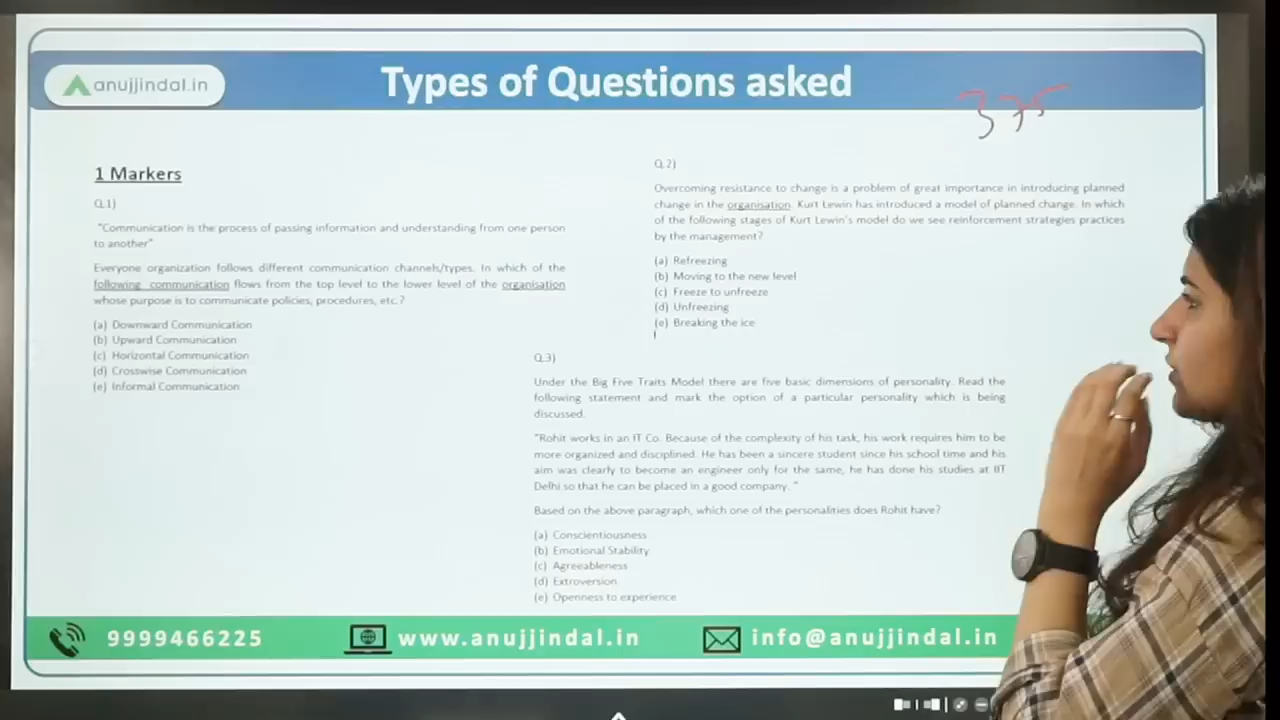 anujjindal.in
Types of Questions asked
375
1 Markers
Q.1)
"Communication is the process of passing information and understanding from one person
to another"
Everyone organization follows different communication channels/types. In which of the
following communication flows from the top level to the lower level of the organisation
whose purpose is to communicate policies, procedures, etc.?
(a) Downward Communication
(b) Upward Communication
(c) Horizontal Communication
(d) Crosswise Communication
(e) Informal Communication
Q.2)
Overcoming resistance to change is a problem of great importance in introducing planned
change in the organisation. Kurt Lewin has introduced a model of planned change. In which
of the following stages of Kurt Lewin's model do we see reinforcement strategies practices
by the management?
(a) Refreezing
(b) Moving to the new level
(c) Freeze to unfreeze
(d) Unfreezing
(e) Breaking the ice
Q.3)
Under the Big Five Traits Model there are five basic dimensions of personality. Read the
following statement and mark the option of a particular personality which is being
discussed.
"Rohit works in an IT Co. Because of the complexity of his task, his work requires him to be
more organized and disciplined. He has been a sincere student since his school time and his
aim was clearly to become an engineer only for the same, he has done his studies at IIT
Delhi so that he can be placed in a good company. "
Based on the above paragraph, which one of the personalities does Rohit have?
(a) Conscientiousness
(b) Emotional Stability
(c) Agreeableness
(d) Extroversion
(e) Openness to experience
9999466225
www.anujjindal.in
info@anujjindal.in